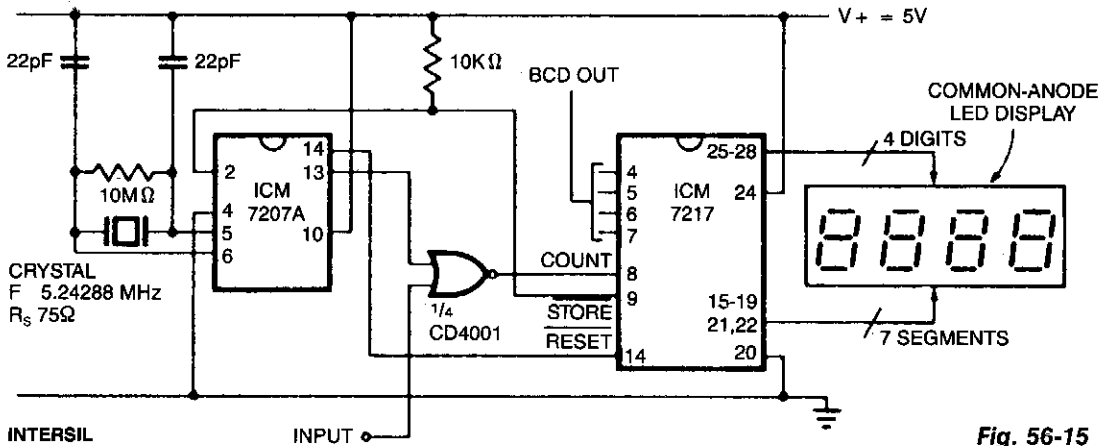 V+ = 5V
22pF
22pF
10KΩ
BCD OUT
COMMON-ANODE
LED DISPLAY
10MΩ
2
4
5
6
14
13
10
ICM
7207A
4
5
6
7
8
9
14
ICM
7217
25-28
24
15-19
21,22
20
4 DIGITS
7 SEGMENTS
COUNT
STORE
RESET
CRYSTAL
F 5.24288 MHz
RS 75Ω
1/4
CD4001
INTERSIL
INPUT
Fig. 56-15